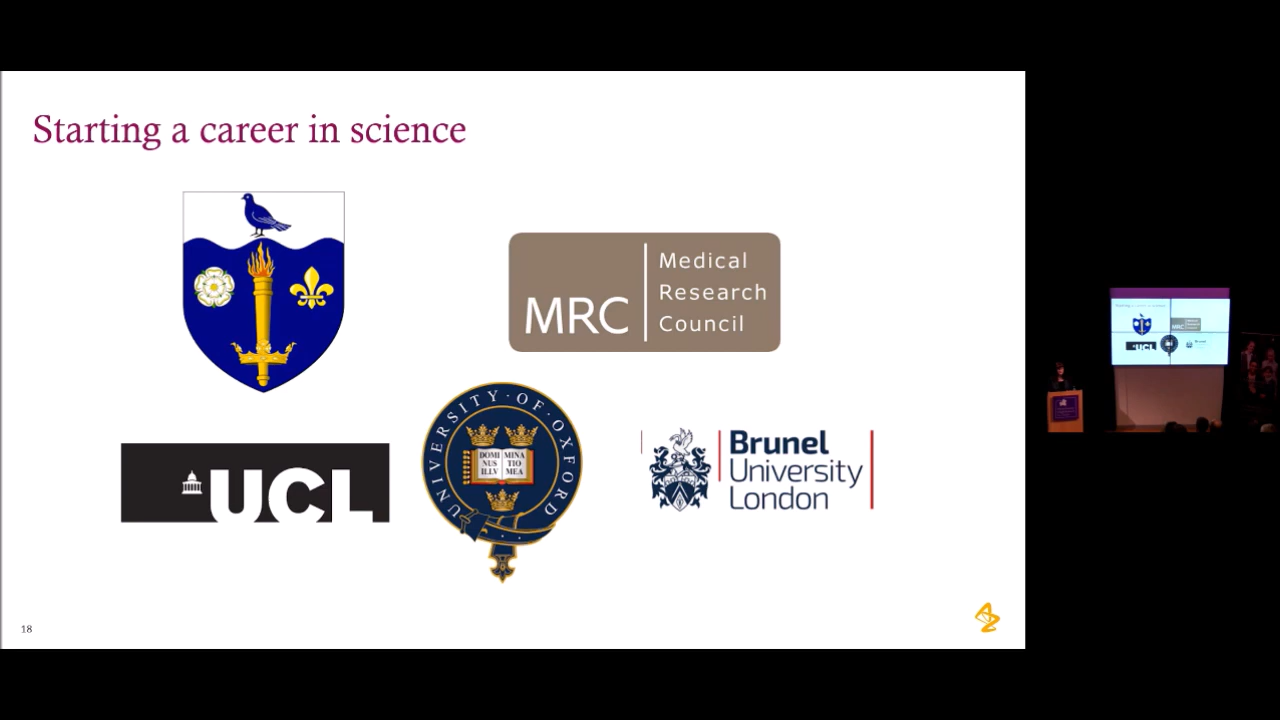 Starting a career in science
MRC
Medical
Research
Council
UCL
UNIVERSITY·OF·OXFORD
DOMI MINA
NUS TIO
ILLV MEA
Brunel
University
London
18